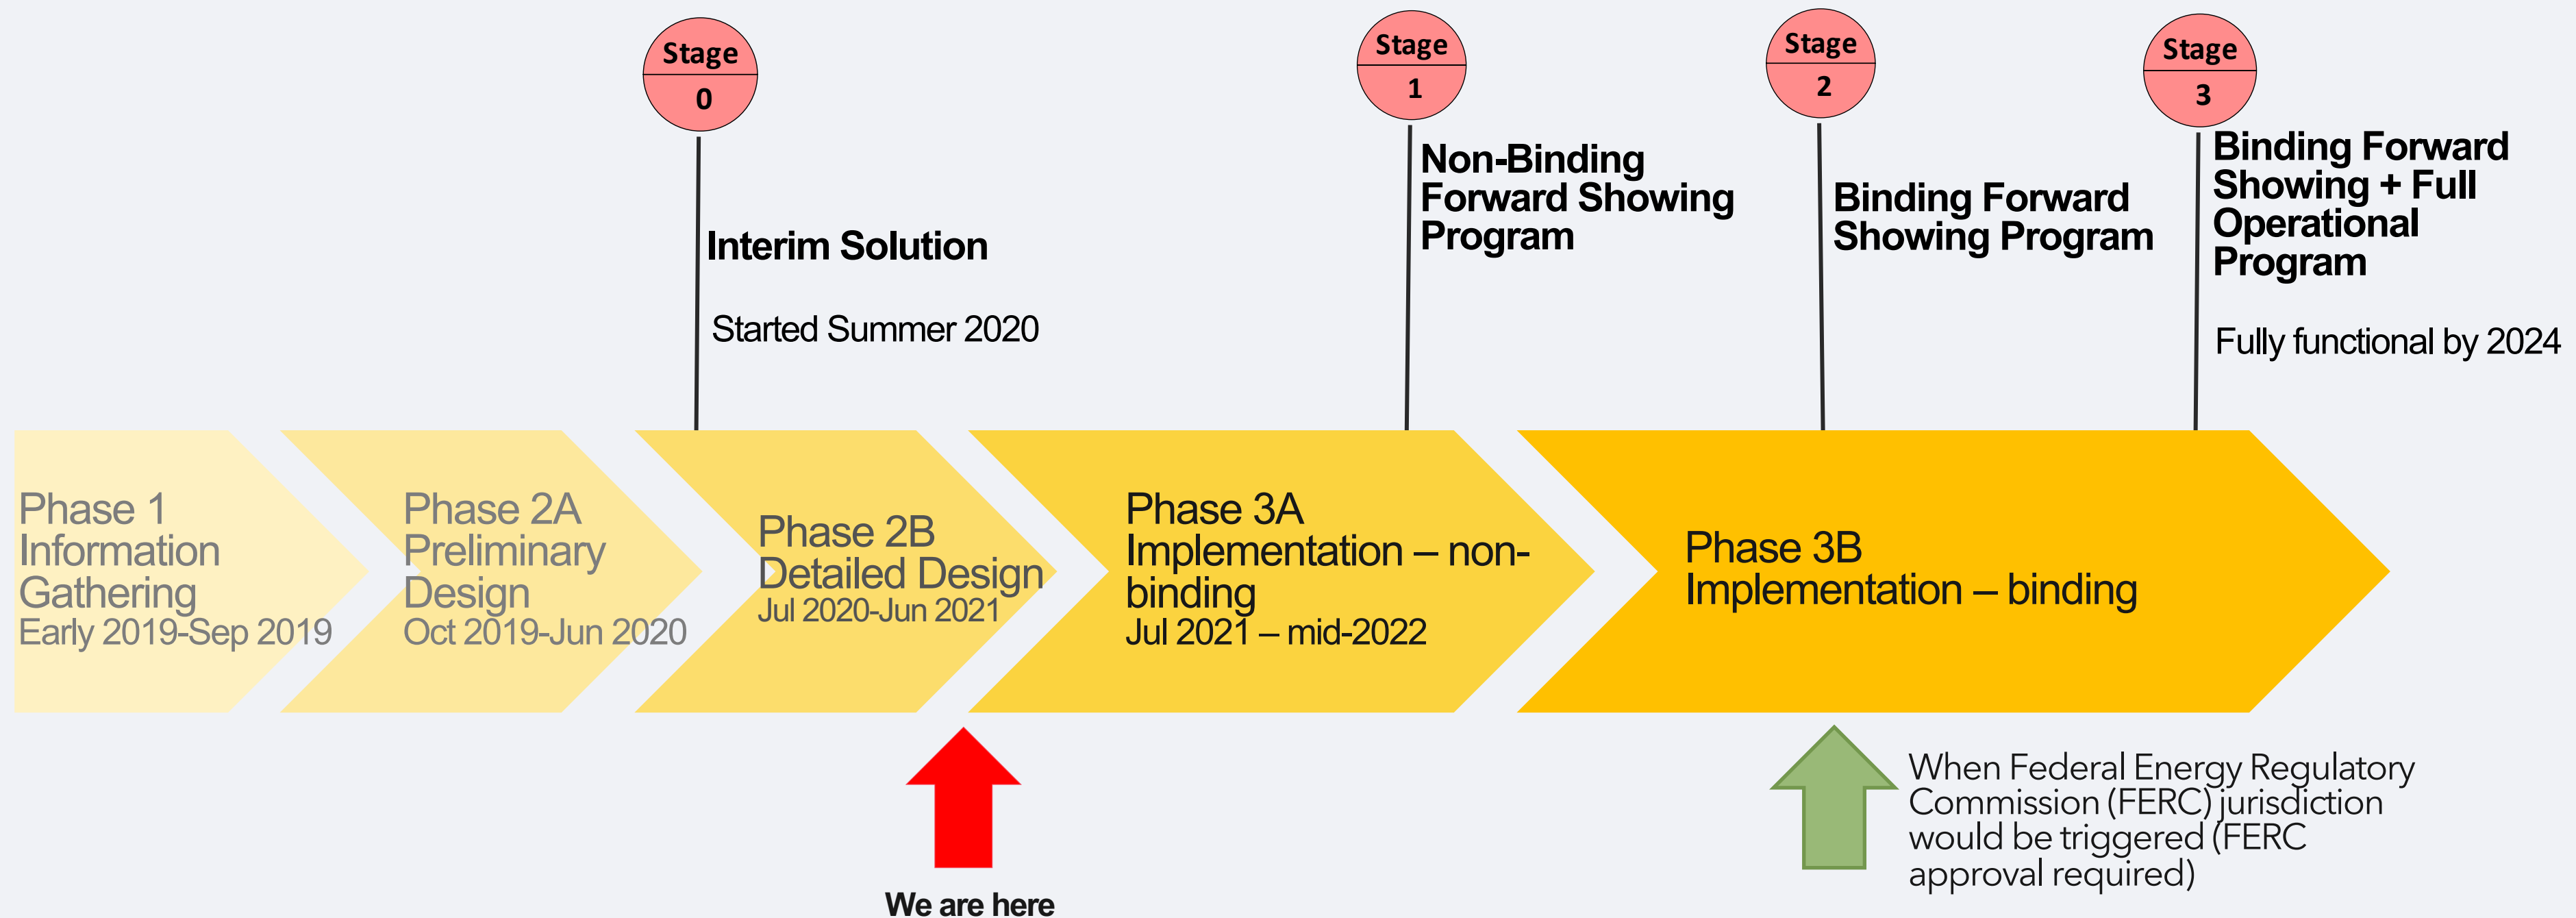 Stage
0
Stage
1
Stage
2
Stage
3
Interim Solution
Started Summer 2020
Non-Binding
Forward Showing
Program
Binding Forward
Showing Program
Binding Forward
Showing + Full
Operational
Program
Fully functional by 2024
Phase 1
Information
Gathering
Early 2019-Sep 2019
Phase 2A
Preliminary
Design
Oct 2019-Jun 2020
Phase 2B
Detailed Design
Jul 2020-Jun 2021
Phase 3A
Implementation – non-
binding
Jul 2021 – mid-2022
Phase 3B
Implementation – binding
We are here
When Federal Energy Regulatory
Commission (FERC) jurisdiction
would be triggered (FERC
approval required)